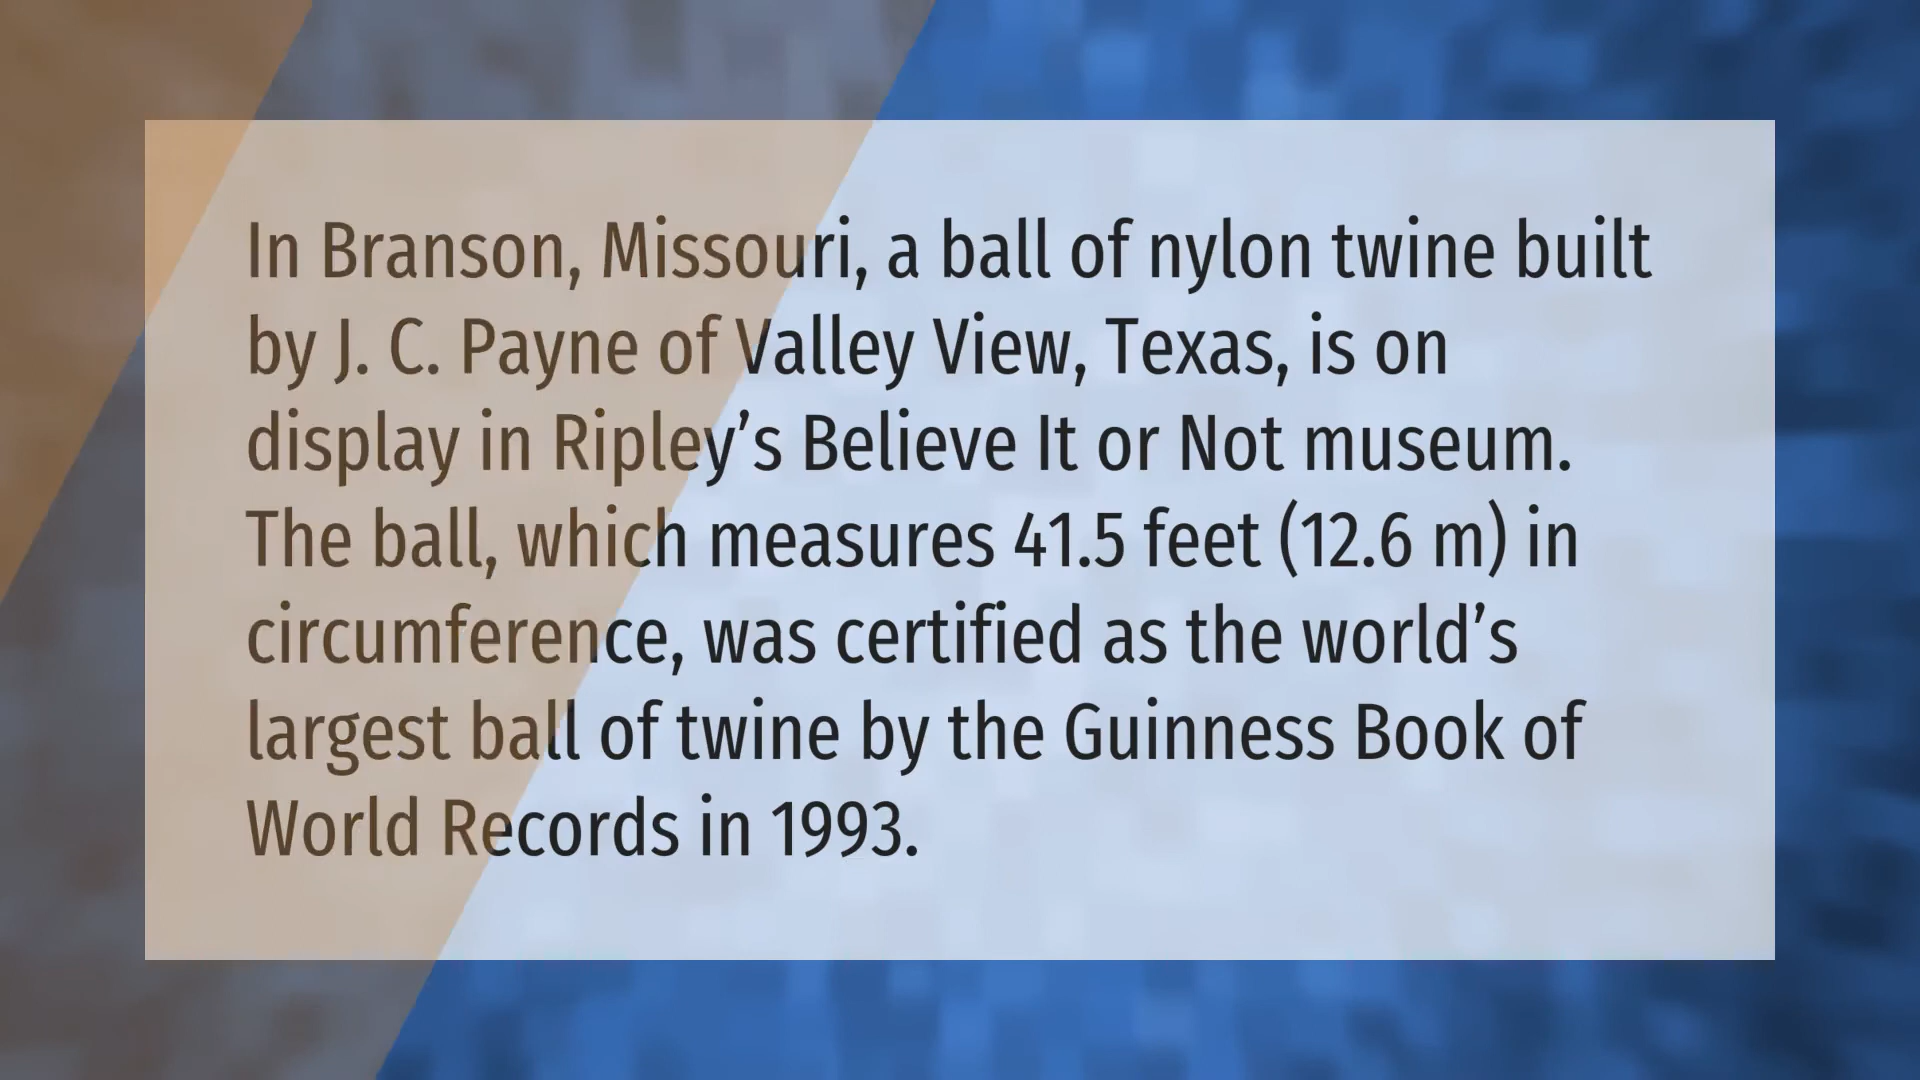 In Branson, Missouri, a ball of nylon twine built
by J. C. Payne of Valley View, Texas, is on
display in Ripley’s Believe It or Not museum.
The ball, which measures 41.5 feet (12.6 m) in
circumference, was certified as the world’s
largest ball of twine by the Guinness Book of
World Records in 1993.